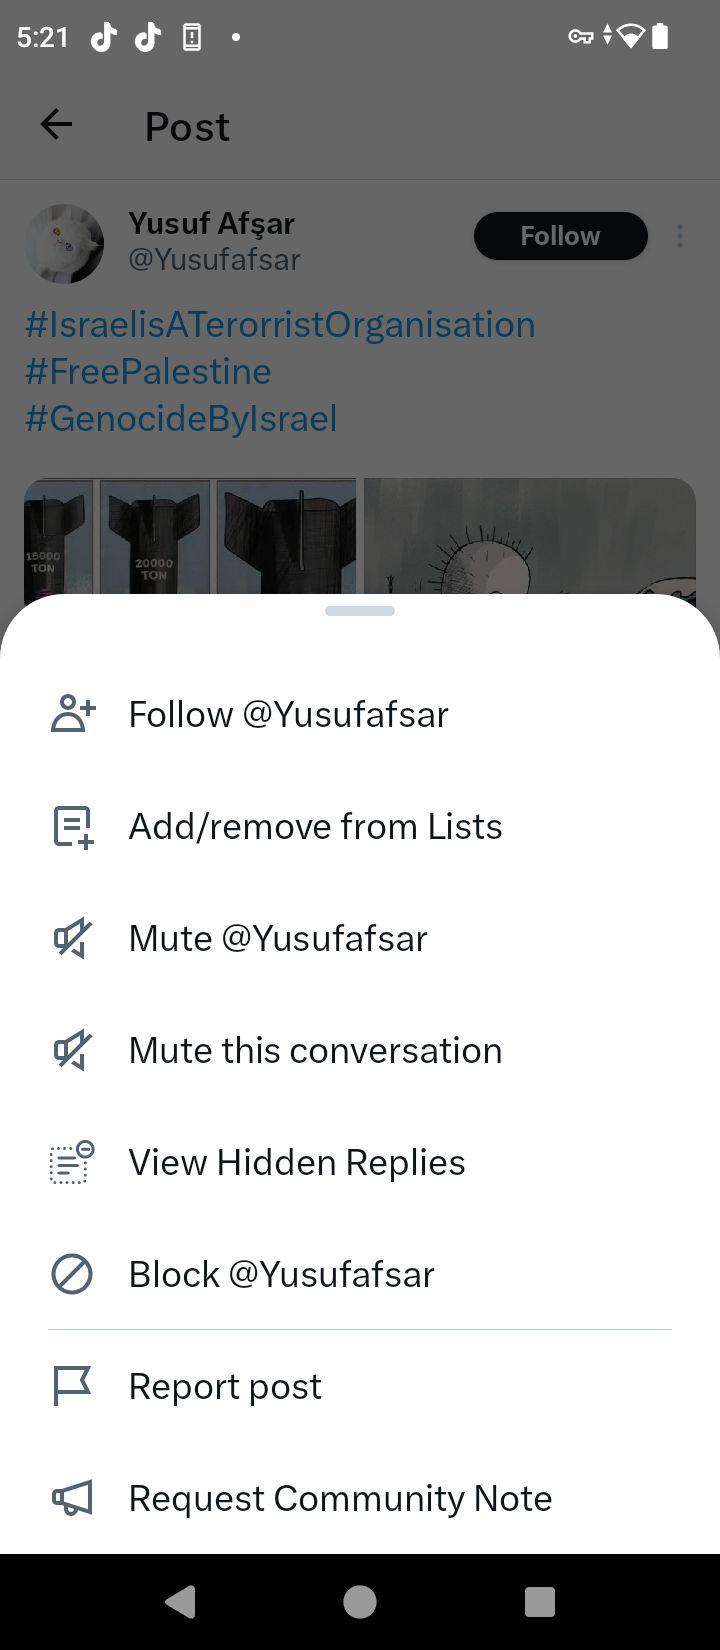 5:21
Post
Yusuf Afşar
Follow
@Yusufafsar
#IsraelisATerorristOrganisation
#FreePalestine
#GenocideByIsrael
15000
TON
20000
TON
Follow @Yusufafsar
Add/remove from Lists
Mute @Yusufafsar
Mute this conversation
View Hidden Replies
Block @Yusufafsar
Report post
Request Community Note